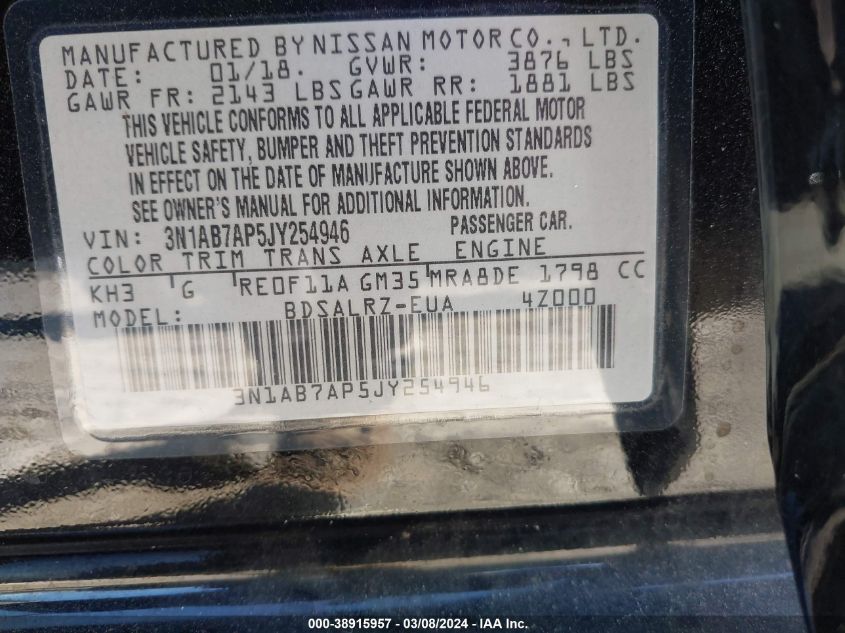 MANUFACTURED BY NISSAN MOTOR CO., LTD.
DATE: 01/18. GVWR: 3876 LBS
GAWR FR: 2143 LBS GAWR RR: 1881 LBS
THIS VEHICLE CONFORMS TO ALL APPLICABLE FEDERAL MOTOR
VEHICLE SAFETY, BUMPER AND THEFT PREVENTION STANDARDS
IN EFFECT ON THE DATE OF MANUFACTURE SHOWN ABOVE.
SEE OWNER'S MANUAL FOR ADDITIONAL INFORMATION.
VIN: 3N1AB7AP5JY254946 PASSENGER CAR.
COLOR TRIM TRANS AXLE ENGINE
KH3 G RE0F11A GM35 MRA8DE 1798 CC
MODEL: BDSALRZ-EUA 4Z000
3N1AB7AP5JY254946
000-38915957 - 03/08/2024 - IAA Inc.